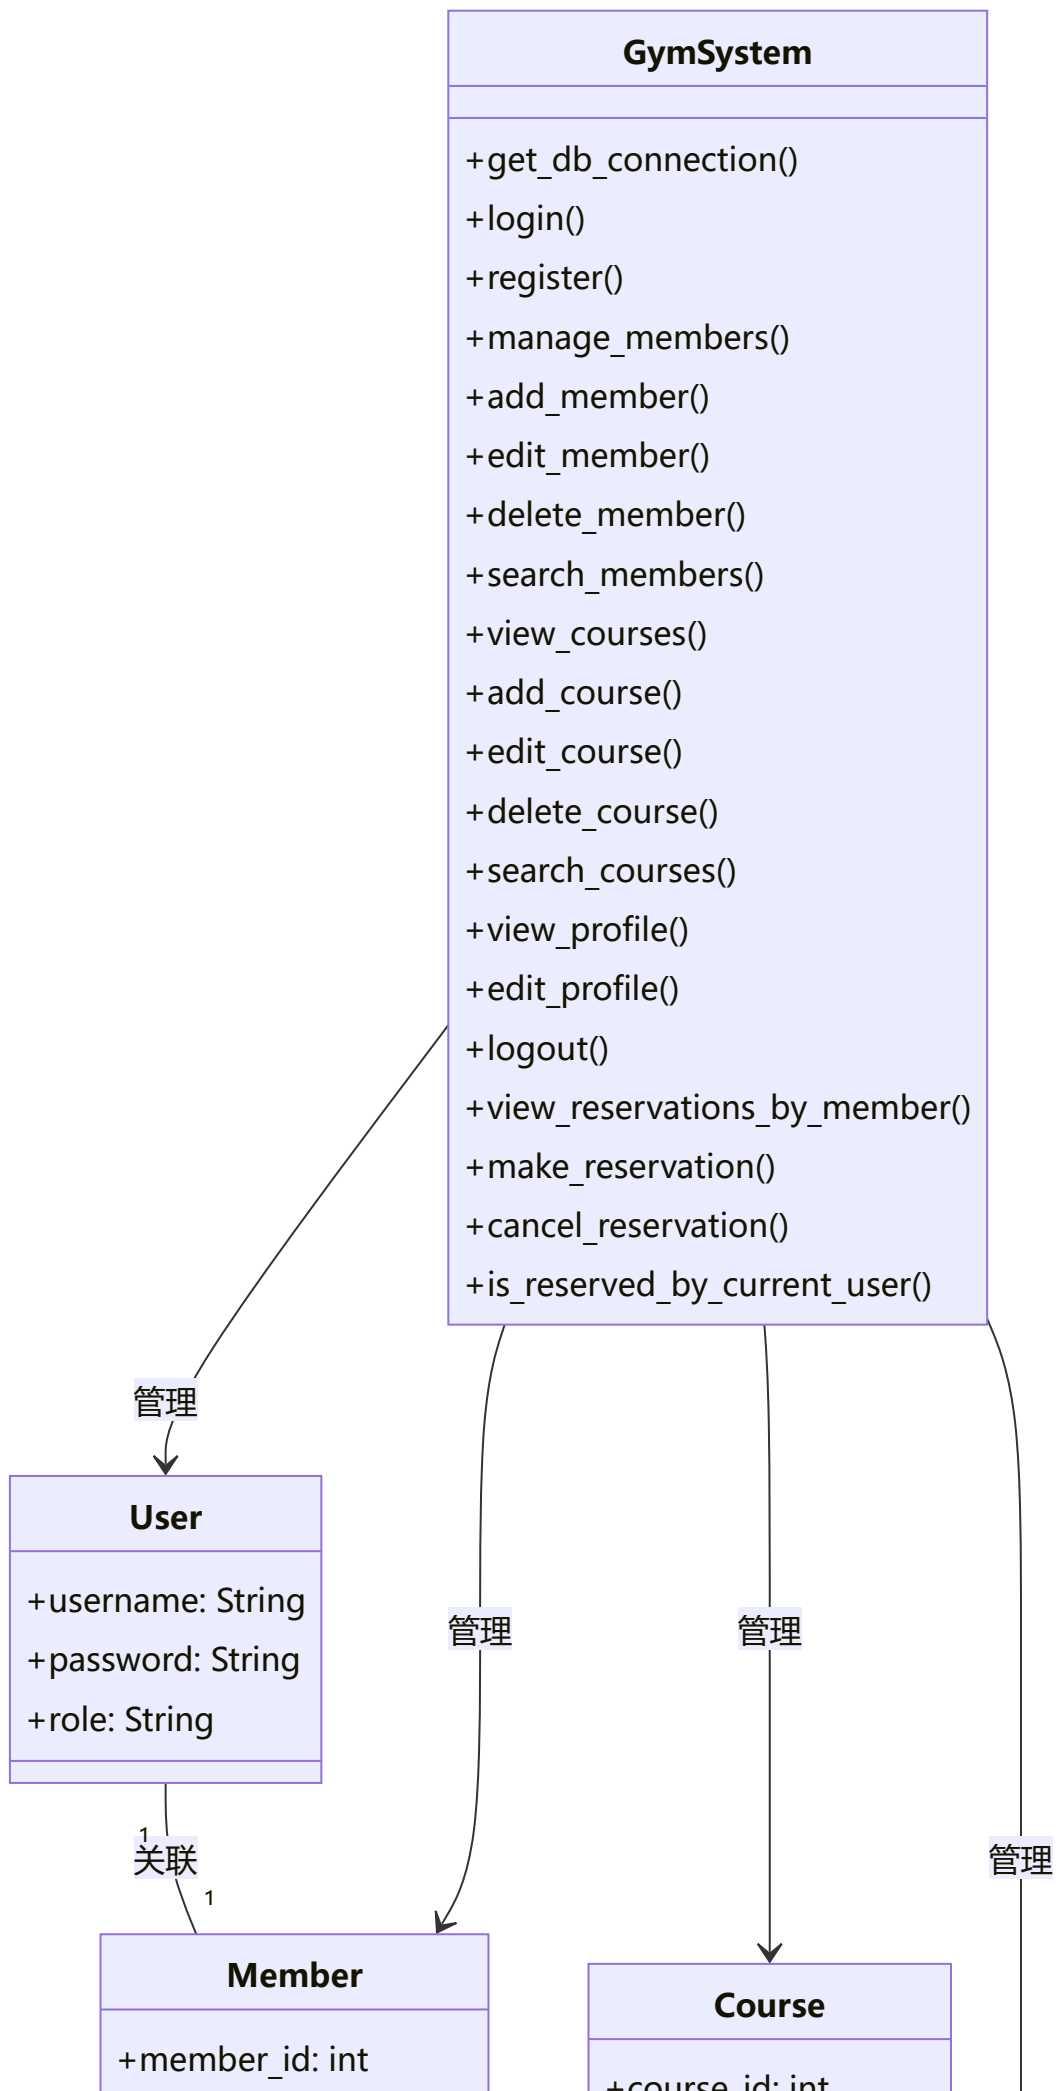 GymSystem
+get_db_connection()
+login()
+register()
+manage_members()
+add_member()
+edit_member()
+delete_member()
+search_members()
+view_courses()
+add_course()
+edit_course()
+delete_course()
+search_courses()
+view_profile()
+edit_profile()
+logout()
+view_reservations_by_member()
+make_reservation()
+cancel_reservation()
+is_reserved_by_current_user()
管理
User
+username: String
+password: String
+role: String
管理
管理
1
关联
1
管理
Member
+member_id: int
Course
+course_id: int